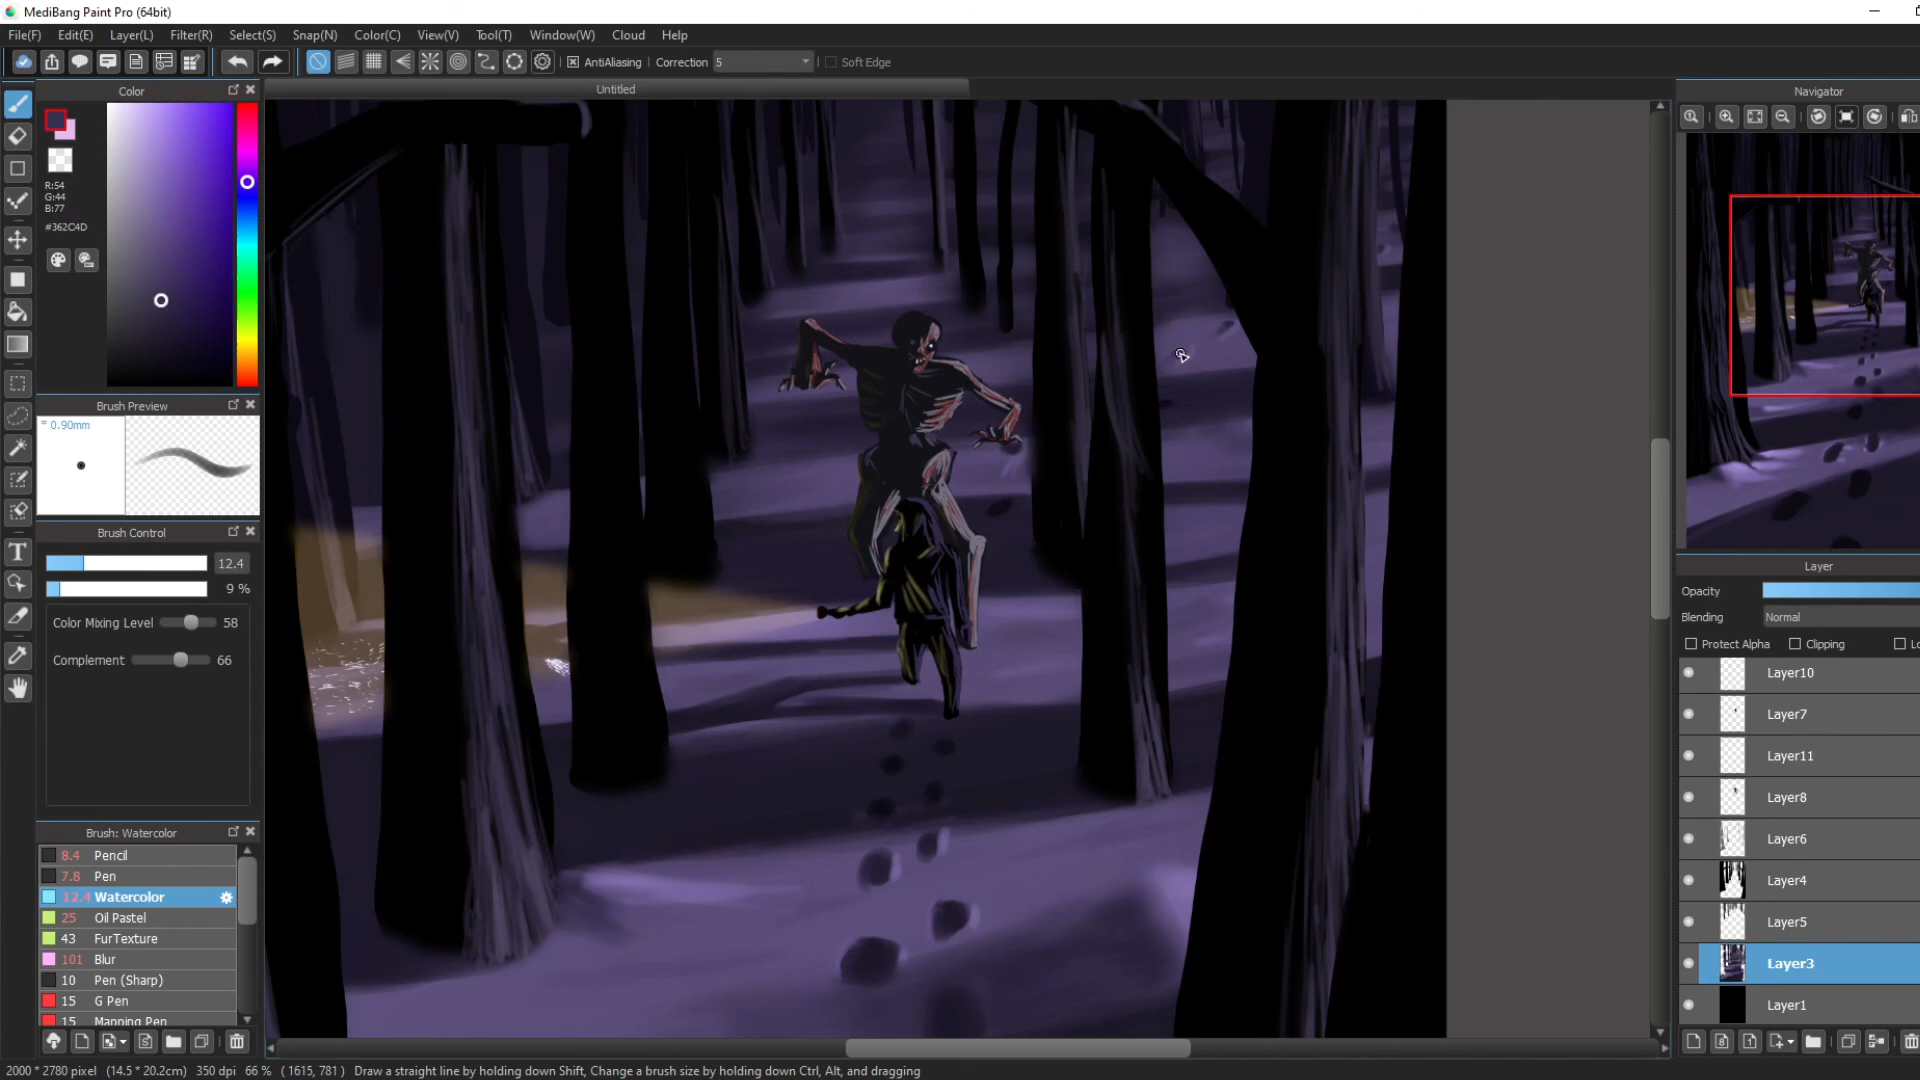 MediBang Paint Pro (64bit)
File(F) Edit(E) Layer(L) Filter(R) Select(S) Snap(N) Color(C) View(V) Tool(T) Window(W) Cloud Help
AntiAliasing Correction 5 Soft Edge
Color
Untitled
Navigator
R:54
G:44
B:77
#362C4D
Brush Preview
* 0.90mm
Brush Control
12.4
9 %
Color Mixing Level 58
Complement 66
Brush: Watercolor
8.4 Pencil
7.8 Pen
12.4 Watercolor
25 Oil Pastel
43 FurTexture
101 Blur
10 Pen (Sharp)
15 G Pen
15 Mapping Pen
Layer
Opacity
Blending Normal
Protect Alpha Clipping Lo
Layer10
Layer7
Layer11
Layer8
Layer6
Layer4
Layer5
Layer3
Layer1
2000 * 2780 pixel (14.5 * 20.2cm) 350 dpi 66 % ( 1615, 781 ) Draw a straight line by holding down Shift, Change a brush size by holding down Ctrl, Alt, and dragging